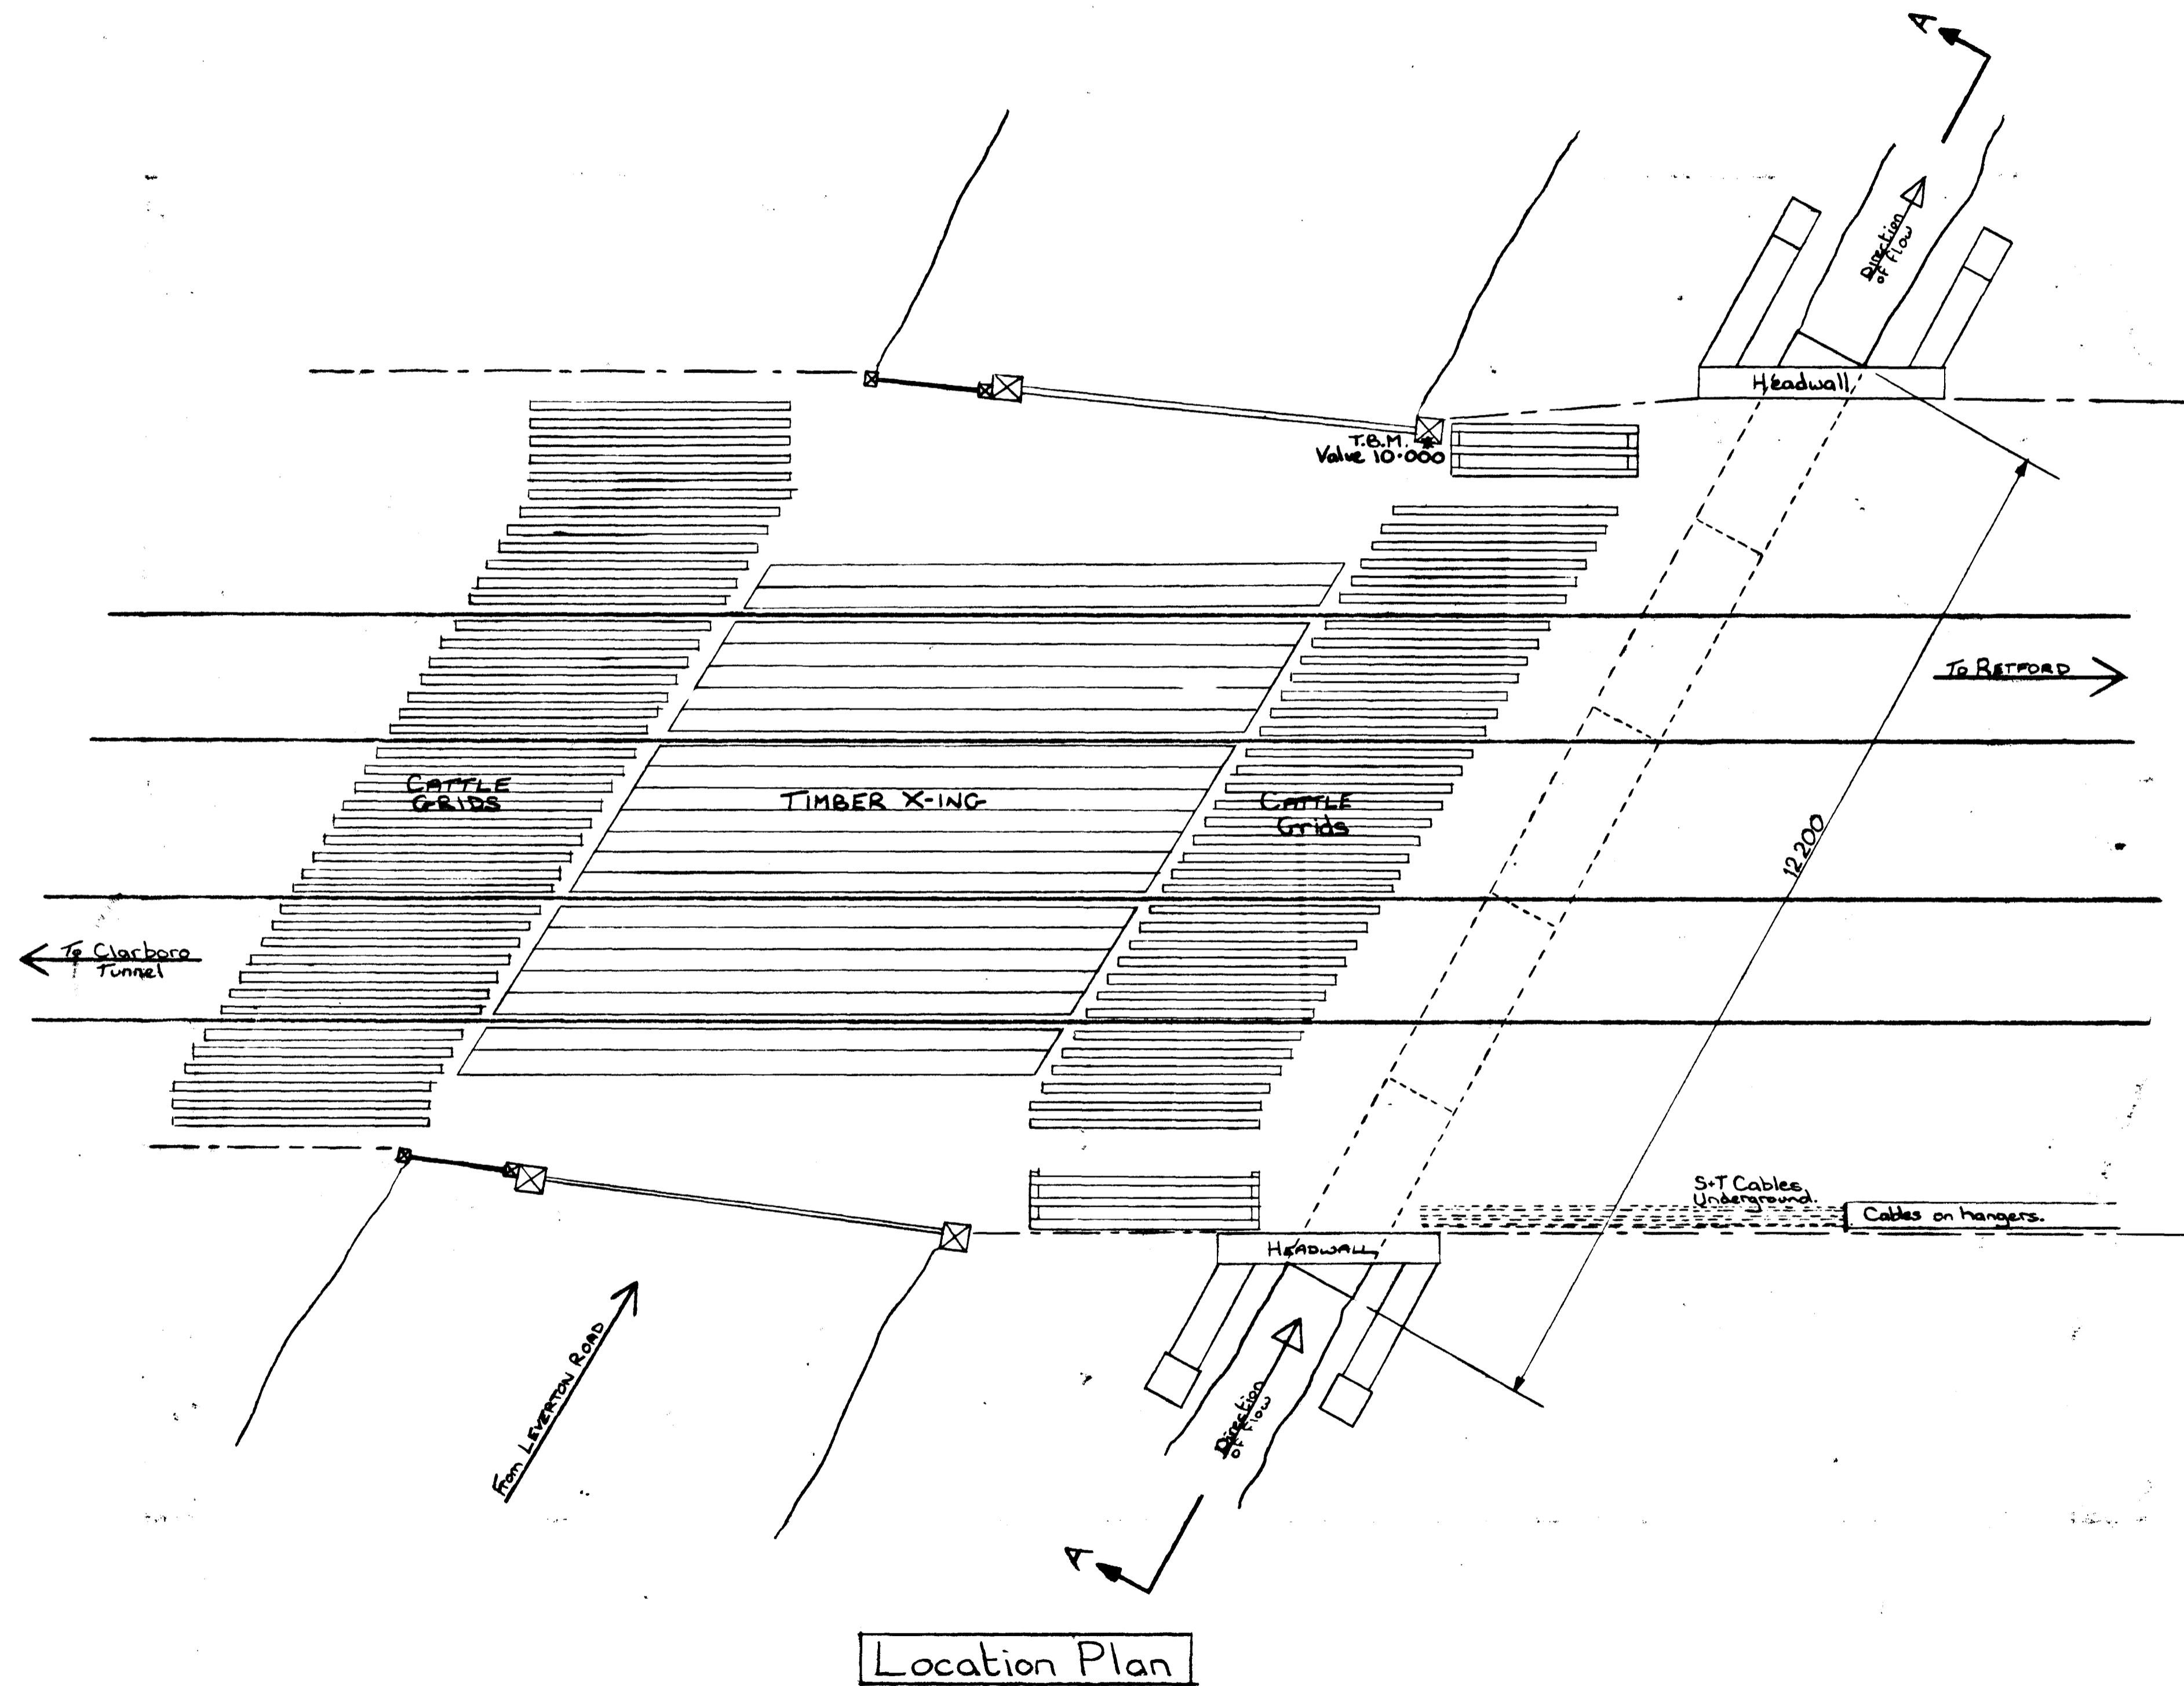 A
Direction
of Flow
Headwall
T.B.M.
Value 10·000
To RETFORD
CATTLE
GRIDS
TIMBER X-ING
CATTLE
Grids
12200
To Clarboro
Tunnel
S+T Cables
Underground.
Cables on hangers.
HEADWALL
From LEVERTON ROAD
Direction
of Flow
A
Location Plan